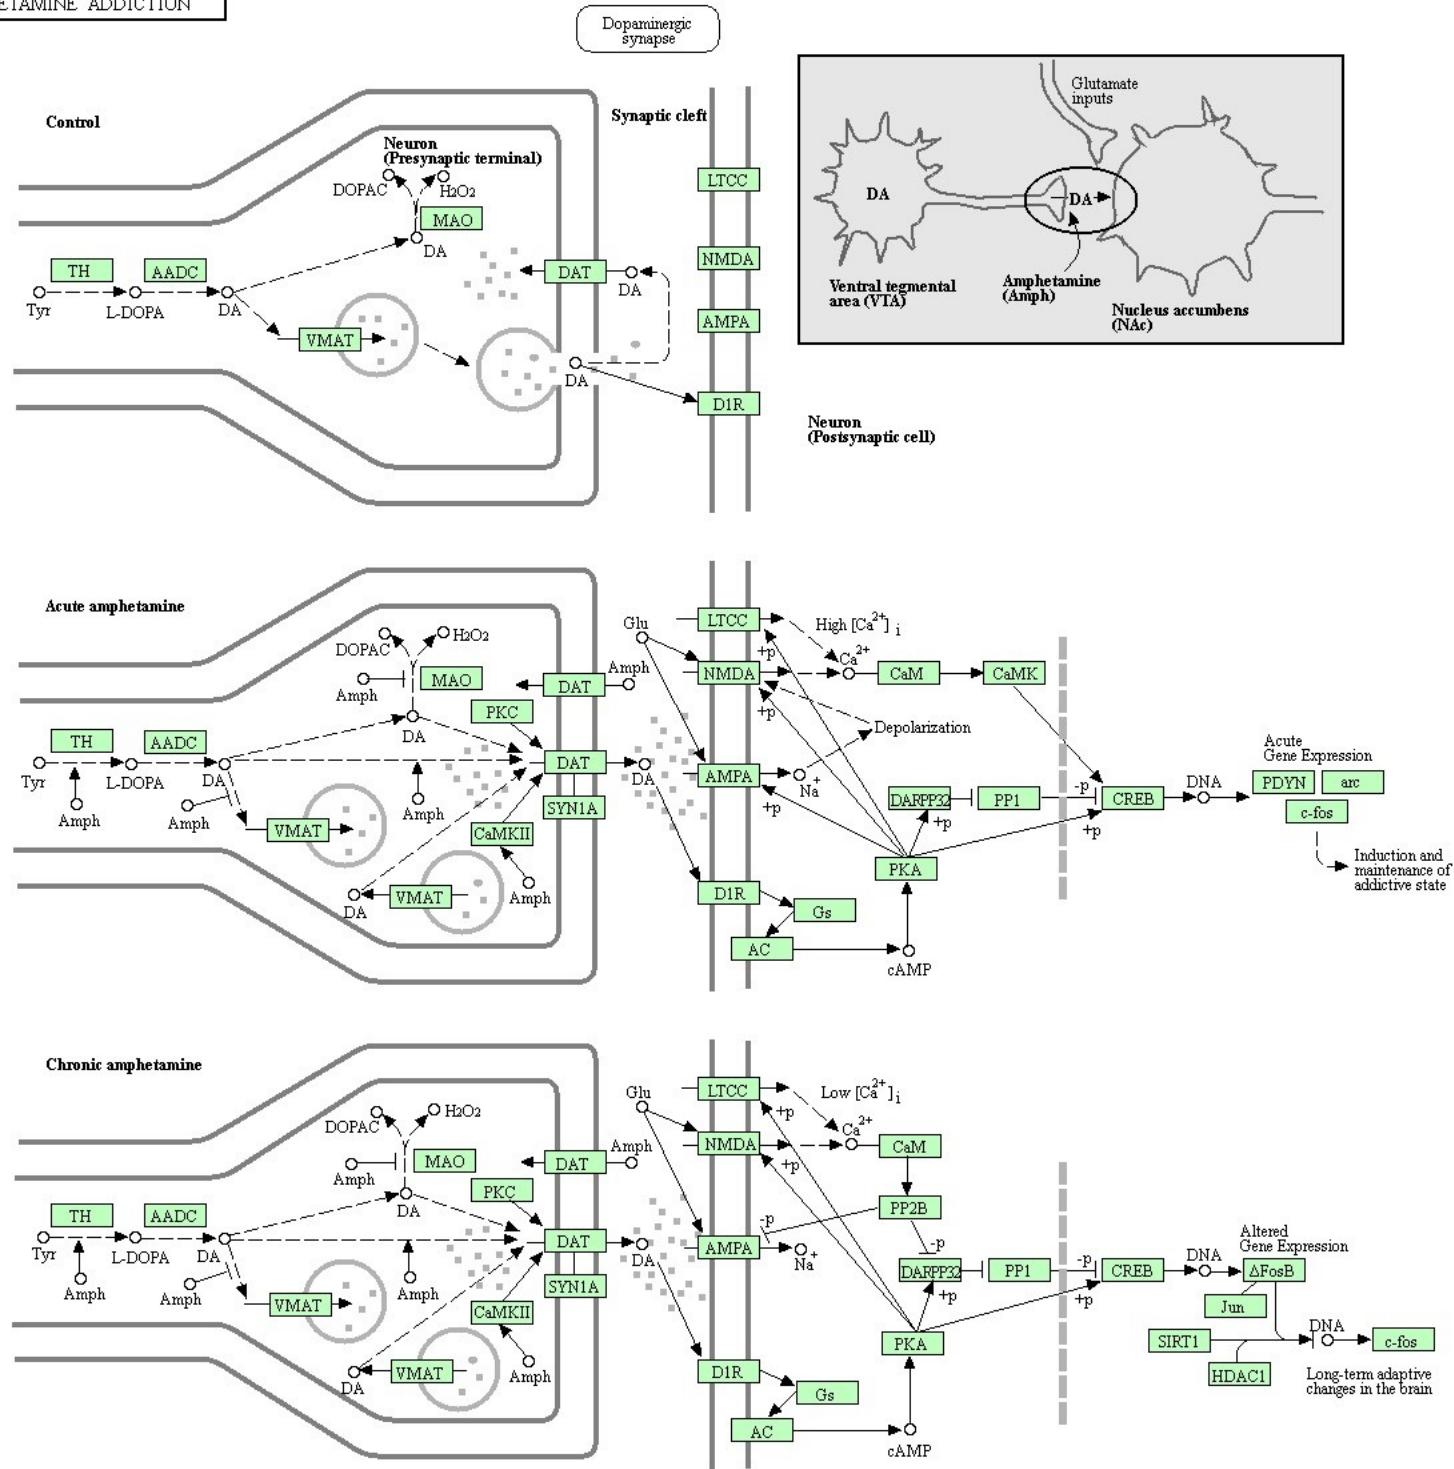 ETAMINE ADDICTION
Dopaminergic
synapse
Control
Synaptic cleft
Neuron
(Presynaptic terminal)
DOPAC
H2O2
MAO
DA
TH
AADC
Tyr
L-DOPA
DA
VMAT
DAT
DA
DA
LTCC
NMDA
AMPA
D1R
Neuron
(Postsynaptic cell)
Glutamate
inputs
DA
DA
Ventral tegmental
area (VTA)
Amphetamine
(Amph)
Nucleus accumbens
(NAc)
Acute amphetamine
DOPAC
H2O2
Amph
MAO
DA
TH
AADC
Tyr
L-DOPA
DA
Amph
Amph
Amph
VMAT
PKC
DAT
Amph
DAT
DA
SYN1A
CaMKII
Amph
VMAT
DA
Glu
LTCC
High [Ca2+]i
+p
Ca2+
NMDA
CaM
CaMK
+p
Depolarization
AMPA
Na+
+p
DARPP32
PP1
-p
CREB
DNA
+p
+p
PKA
D1R
Gs
AC
cAMP
Acute
Gene Expression
PDYN
arc
c-fos
Induction and
maintenance of
addictive state
Chronic amphetamine
DOPAC
H2O2
Amph
MAO
DA
TH
AADC
Tyr
L-DOPA
DA
Amph
Amph
Amph
VMAT
PKC
DAT
Amph
DAT
DA
SYN1A
CaMKII
Amph
VMAT
DA
Glu
LTCC
Low [Ca2+]i
+p
Ca2+
NMDA
CaM
+p
PP2B
-p
-p
AMPA
Na+
DARPP32
PP1
-p
CREB
DNA
+p
+p
PKA
D1R
Gs
AC
cAMP
Altered
Gene Expression
ΔFosB
Jun
SIRT1
HDAC1
DNA
c-fos
Long-term adaptive
changes in the brain